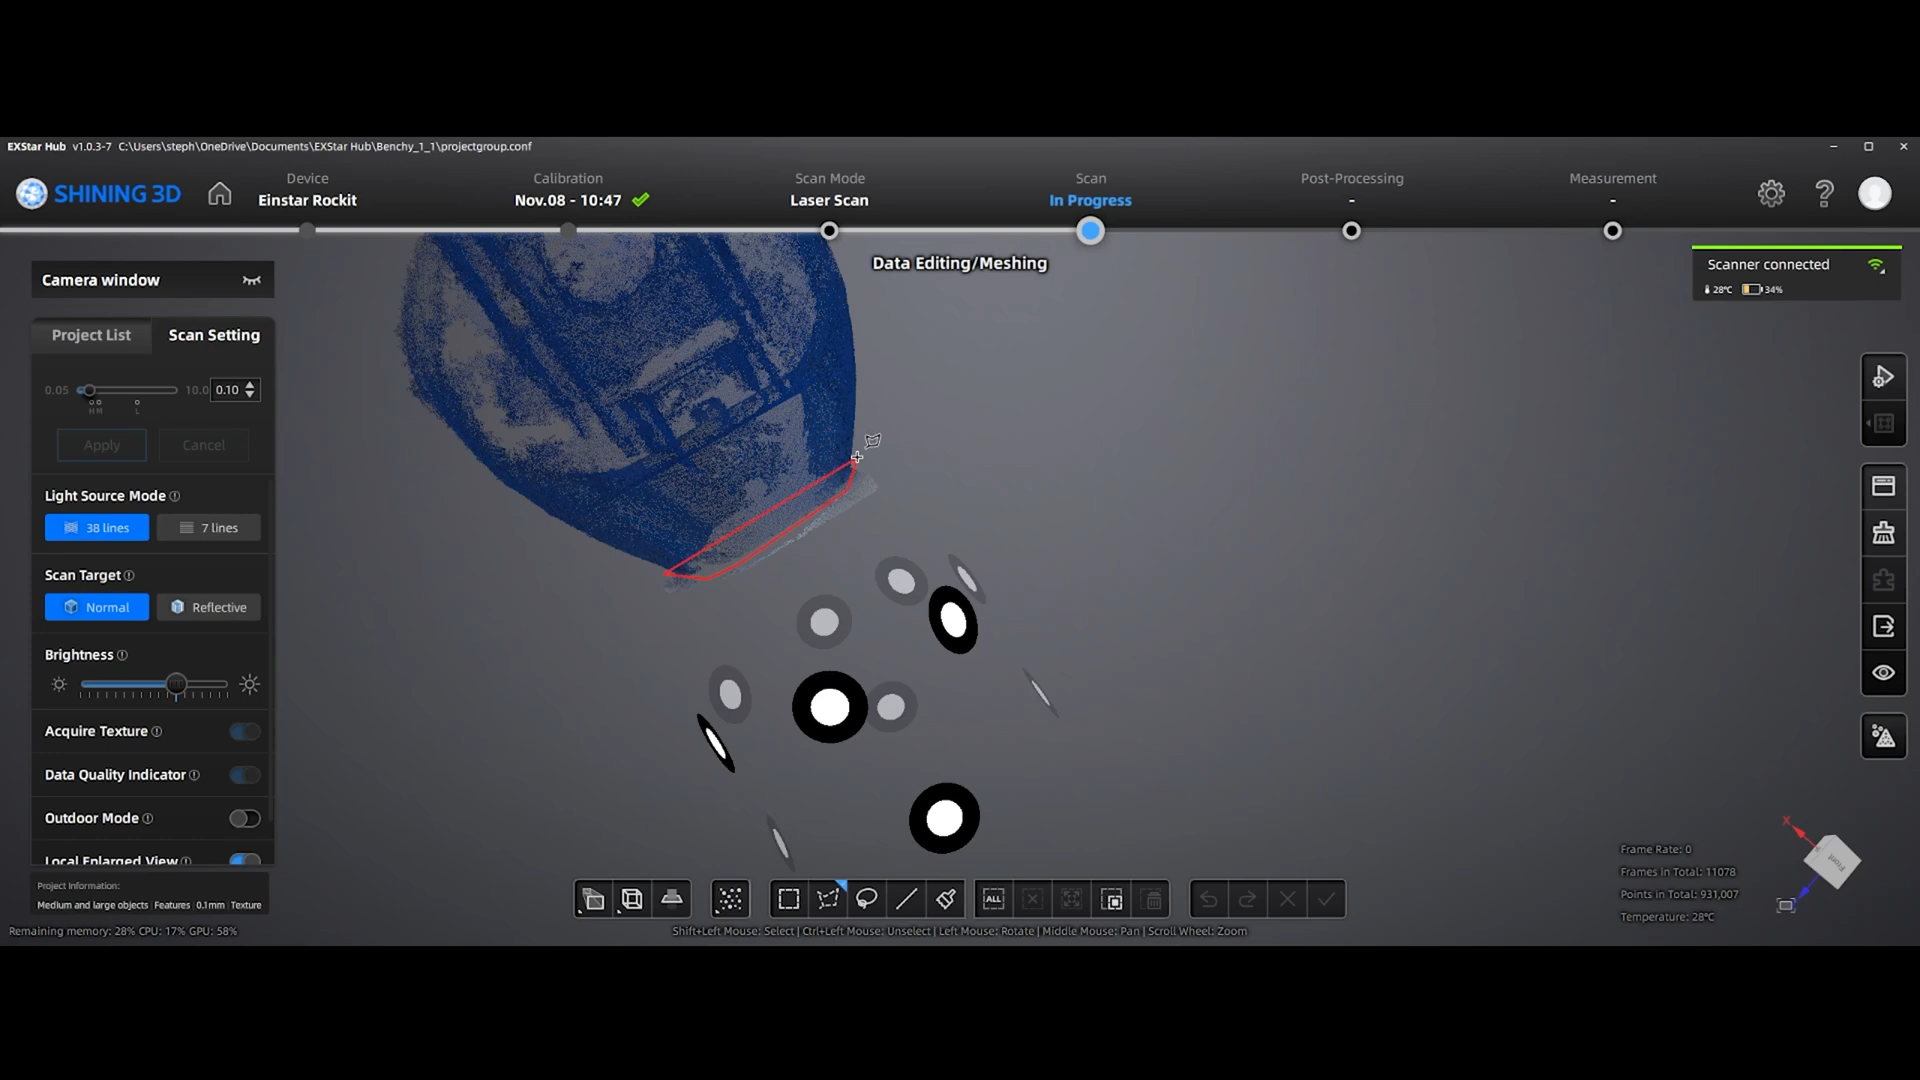 EXStar Hub v1.0.3-7 C:\Users\steph\OneDrive\Documents\EXStar Hub\Benchy_1_1\projectgroup.conf
SHINING 3D
Device
Einstar Rockit
Calibration
Nov.08 - 10:47
Scan Mode
Laser Scan
Scan
In Progress
Post-Processing
-
Measurement
-
Data Editing/Meshing
Scanner connected
28℃ 34%
Camera window
Project List Scan Setting
0.05 10.0 0.10
H M L
Apply Cancel
Light Source Mode
38 lines 7 lines
Scan Target
Normal Reflective
Brightness
Acquire Texture
Data Quality Indicator
Outdoor Mode
Local Enlarged View
Project Information:
Medium and large objects | Features | 0.1mm | Texture
Remaining memory: 28% CPU: 17% GPU: 58%
ALL
Shift+Left Mouse: Select | Ctrl+Left Mouse: Unselect | Left Mouse: Rotate | Middle Mouse: Pan | Scroll Wheel: Zoom
Frame Rate: 0
Frames in Total: 11078
Points in Total: 931,007
Temperature: 28℃
X
Front